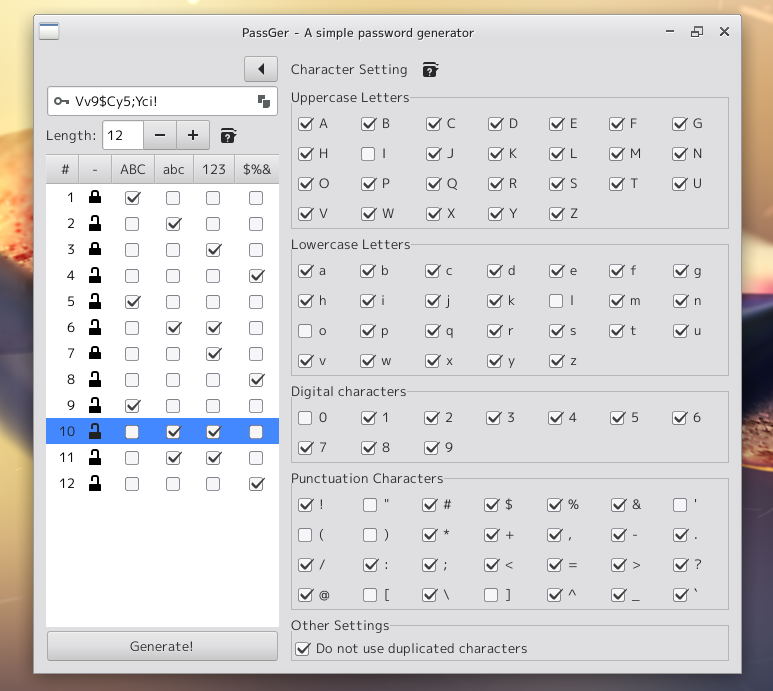 PassGer - A simple password generator
Vv9$Cy5;Yci!
Length: 12
# - ABC abc 123 $%&
1
2
3
4
5
6
7
8
9
10
11
12
Generate!
Character Setting
Uppercase Letters
A B C D E F G
H I J K L M N
O P Q R S T U
V W X Y Z
Lowercase Letters
a b c d e f g
h i j k l m n
o p q r s t u
v w x y z
Digital characters
0 1 2 3 4 5 6
7 8 9
Punctuation Characters
! " # $ % & '
( ) * + , - .
/ : ; < = > ?
@ [ \ ] ^ _ `
Other Settings
Do not use duplicated characters